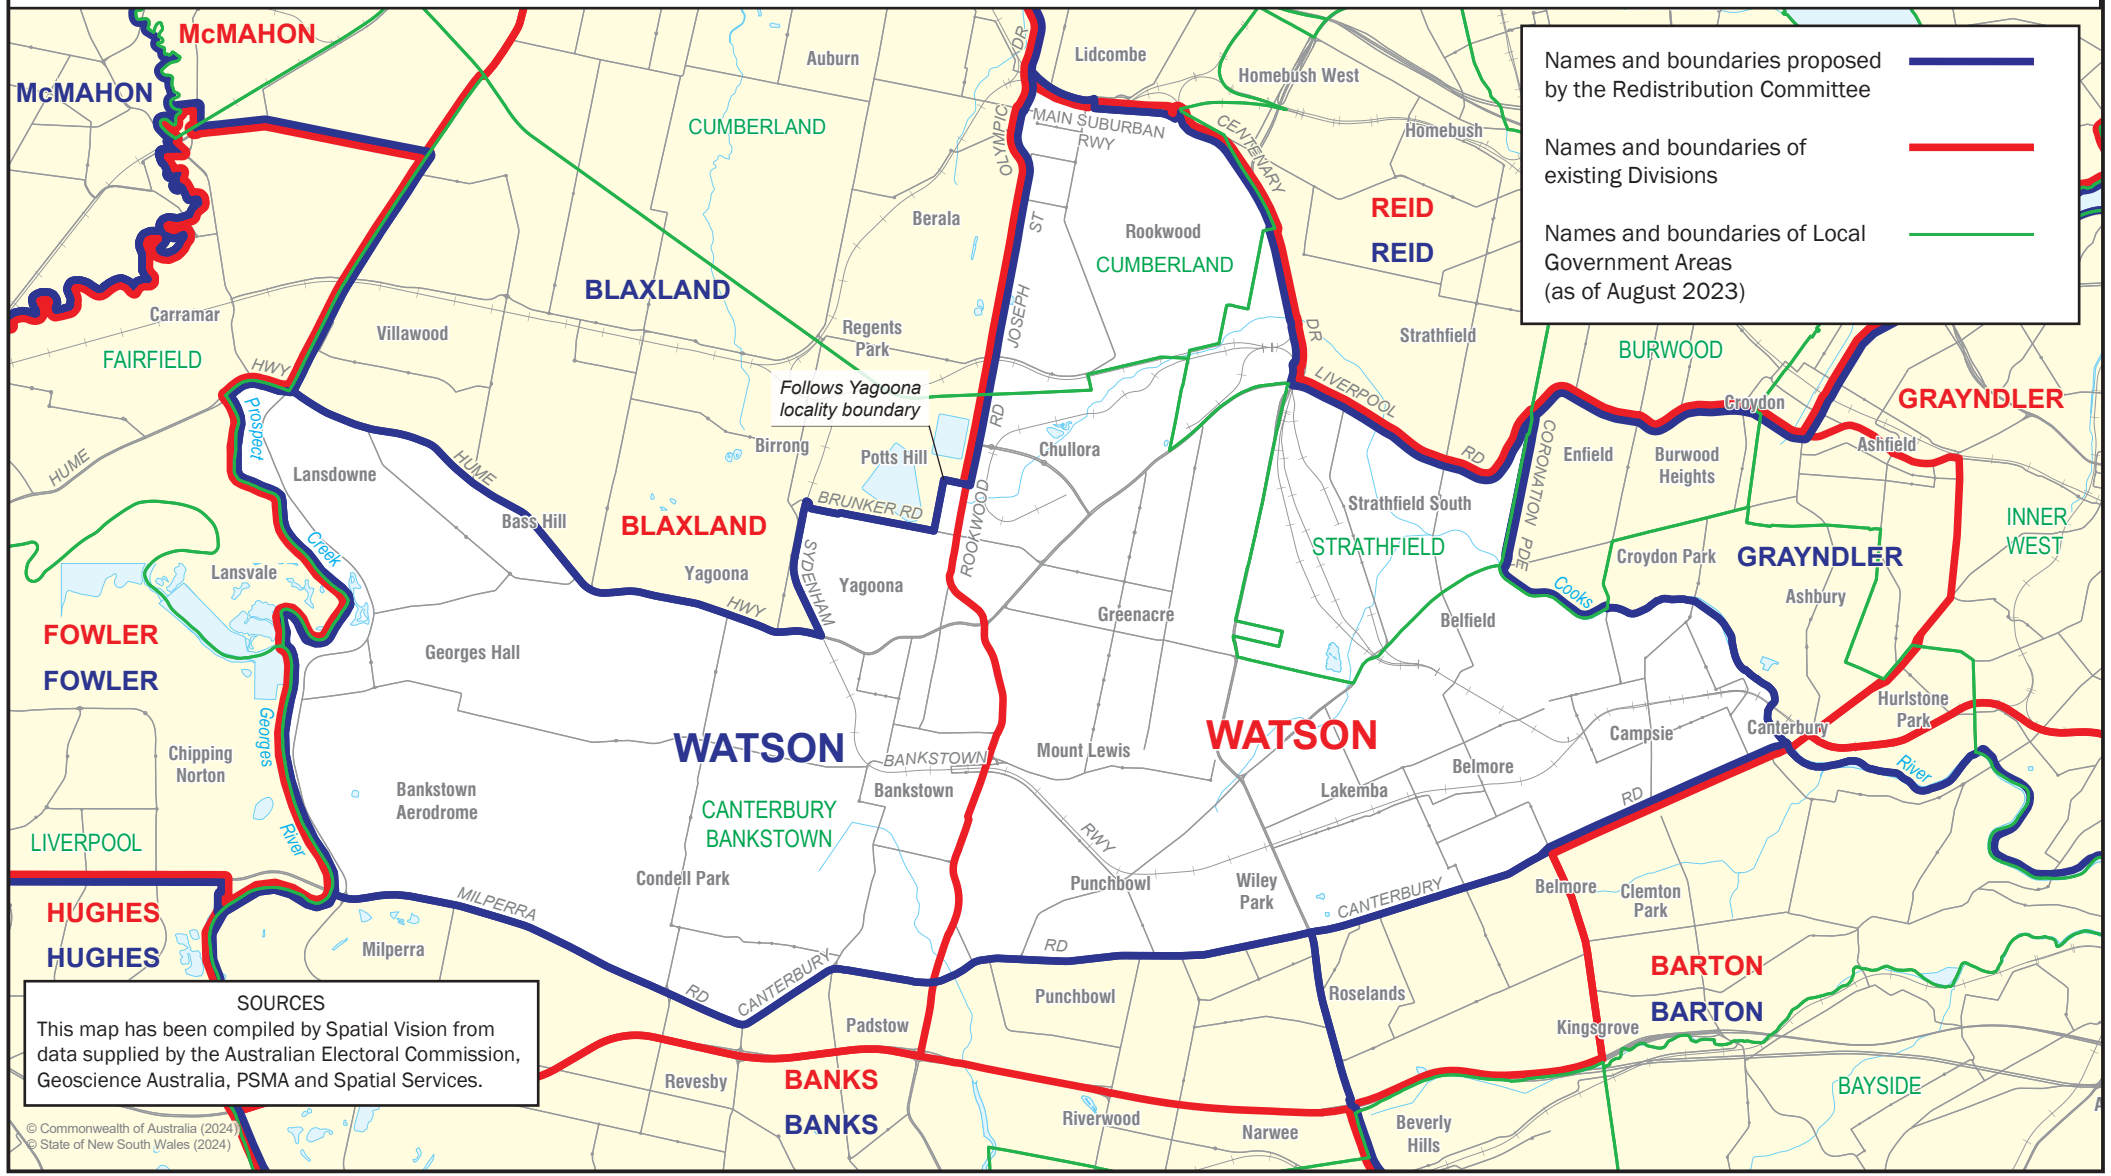 McMAHON
McMAHON
Auburn
CUMBERLAND
OLYMPIC
DR
Lidcombe
MAIN SUBURBAN
RWY
Homebush West
CENTENARY
Homebush
Names and boundaries proposed
by the Redistribution Committee
Names and boundaries of
existing Divisions
Names and boundaries of Local
Government Areas
(as of August 2023)
Berala
ST
Rookwood
CUMBERLAND
REID
REID
BLAXLAND
Carramar
Villawood
Regents
Park
JOSEPH
DR
Strathfield
BURWOOD
FAIRFIELD
HWY
Follows Yagoona
locality boundary
LIVERPOOL
GRAYNDLER
Croydon
Prospect
RD
HUME
Lansdowne
HUME
Birrong
Potts Hill
Chullora
RD
CORONATION
PDE
Enfield
Burwood
Heights
Ashfield
Bass Hill
BLAXLAND
BRUNKER RD
ROOKWOOD
Strathfield South
STRATHFIELD
INNER
WEST
Croydon Park
GRAYNDLER
Creek
Lansvale
SYDENHAM
Yagoona
Yagoona
HWY
Cooks
Ashbury
Greenacre
Belfield
FOWLER
FOWLER
Georges Hall
Georges
WATSON
WATSON
Hurlstone
Park
Canterbury
Campsie
Chipping
Norton
BANKSTOWN
Mount Lewis
Belmore
River
Bankstown
Aerodrome
Bankstown
CANTERBURY
BANKSTOWN
Lakemba
RD
River
LIVERPOOL
RWY
Condell Park
Punchbowl
Wiley
Park
CANTERBURY
Belmore
Clemton
Park
HUGHES
HUGHES
MILPERRA
Milperra
RD
CANTERBURY
RD
Punchbowl
Roselands
BARTON
BARTON
Kingsgrove
SOURCES
This map has been compiled by Spatial Vision from
data supplied by the Australian Electoral Commission,
Geoscience Australia, PSMA and Spatial Services.
Padstow
Revesby
BANKS
BANKS
Riverwood
Narwee
Beverly
Hills
BAYSIDE
A
© Commonwealth of Australia (2024)
© State of New South Wales (2024)